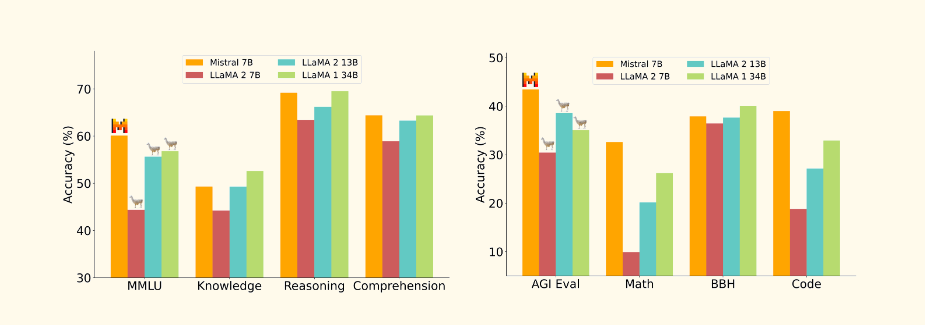 Mistral 7B
LLaMA 2 13B
LLaMA 2 7B
LLaMA 1 34B
Accuracy (%)
70
60
50
40
30
MMLU Knowledge Reasoning Comprehension
Mistral 7B
LLaMA 2 13B
LLaMA 2 7B
LLaMA 1 34B
Accuracy (%)
50
40
30
20
10
AGI Eval Math BBH Code